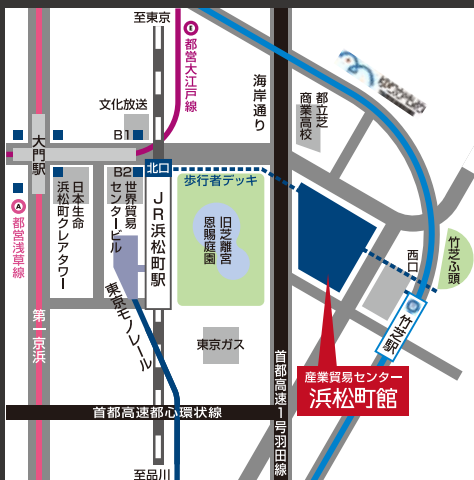 至東京
E
都営大江戸線
文化放送
海岸通り
都立芝
商業高校
B1
大門駅
B2
北口
歩行者デッキ
日本生命
浜松町クレアタワー
世界貿易
センタービル
JR浜松町駅
旧芝離宮
恩賜庭園
A
都営浅草線
西口
竹芝ふ頭
竹芝駅
東京モノレール
第一京浜
東京ガス
首都高速1号羽田線
産業貿易センター
浜松町館
首都高速都心環状線
至品川